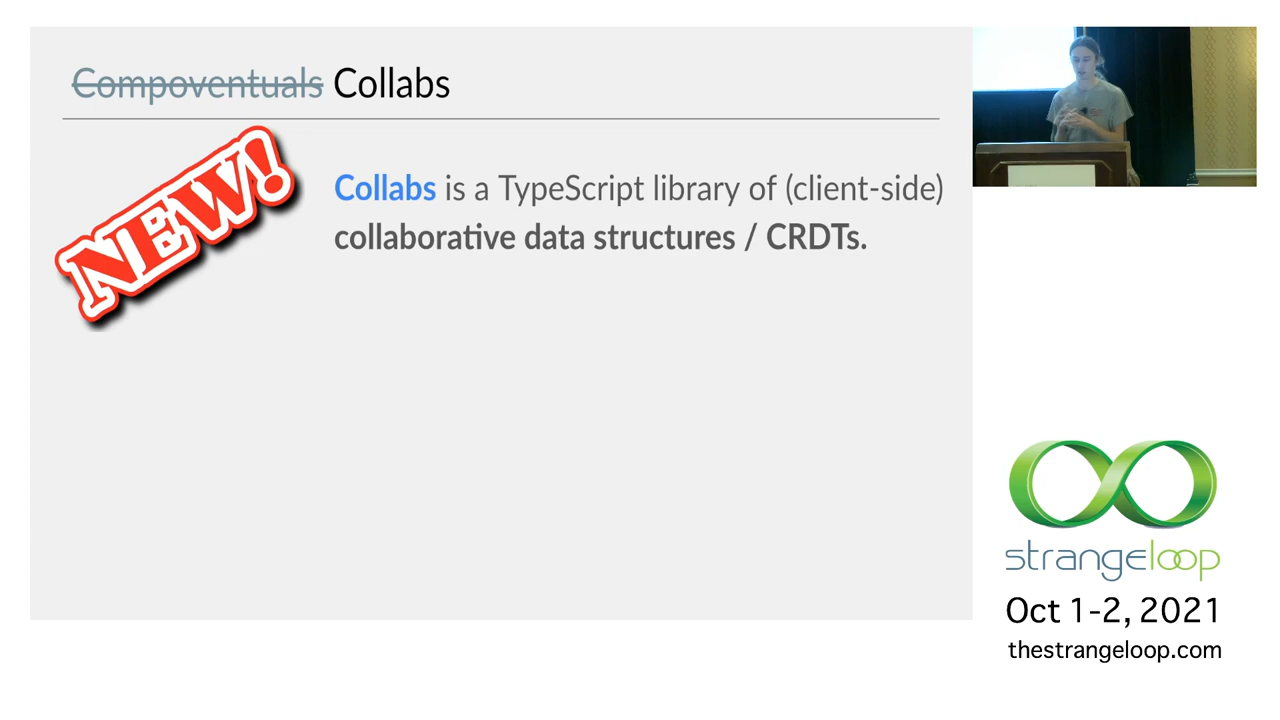 Compoventuals Collabs
NEW!
Collabs is a TypeScript library of (client-side)
collaborative data structures / CRDTs.
strangeloop
Oct 1-2, 2021
thestrangeloop.com